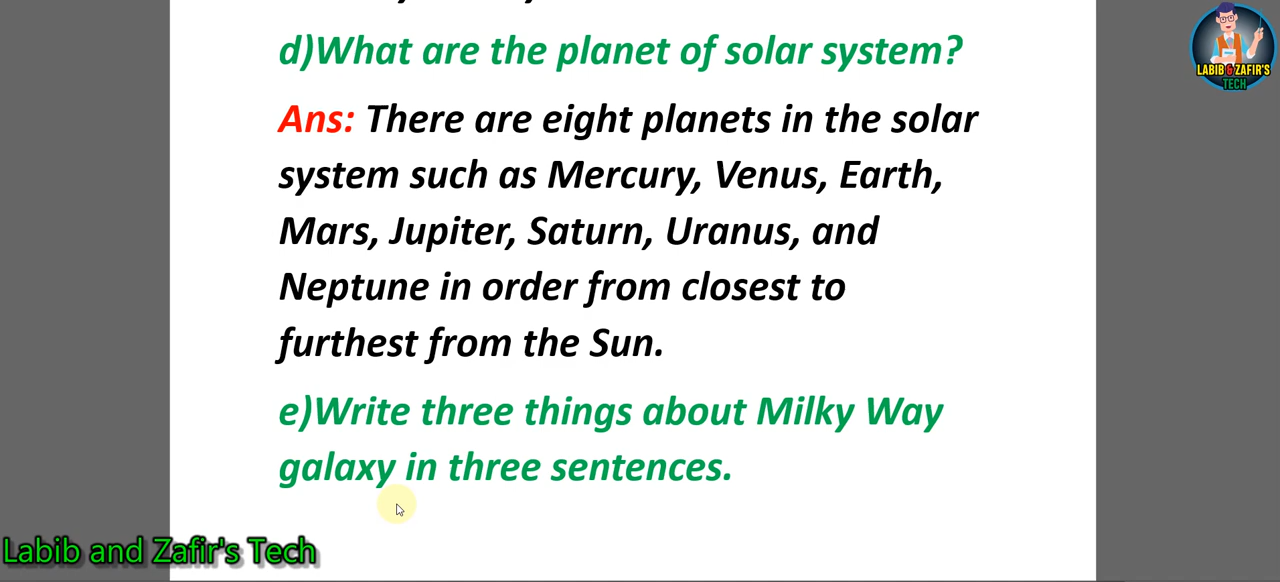 d)What are the planet of solar system?
Ans: There are eight planets in the solar
system such as Mercury, Venus, Earth,
Mars, Jupiter, Saturn, Uranus, and
Neptune in order from closest to
furthest from the Sun.
e)Write three things about Milky Way
galaxy in three sentences.
LABIB & ZAFIR'S
TECH
Labib and Zafir's Tech